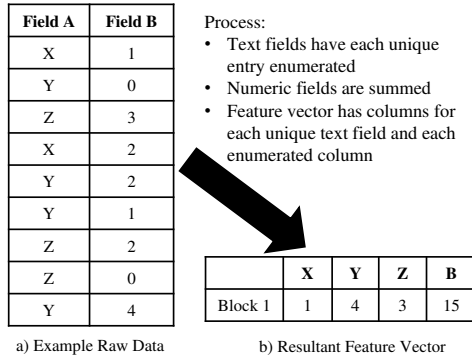 Field A Field B
X 1
Y 0
Z 3
X 2
Y 2
Y 1
Z 2
Z 0
Y 4
a) Example Raw Data
Process:
• Text fields have each unique
entry enumerated
• Numeric fields are summed
• Feature vector has columns for
each unique text field and each
enumerated column
X Y Z B
Block 1 1 4 3 15
b) Resultant Feature Vector